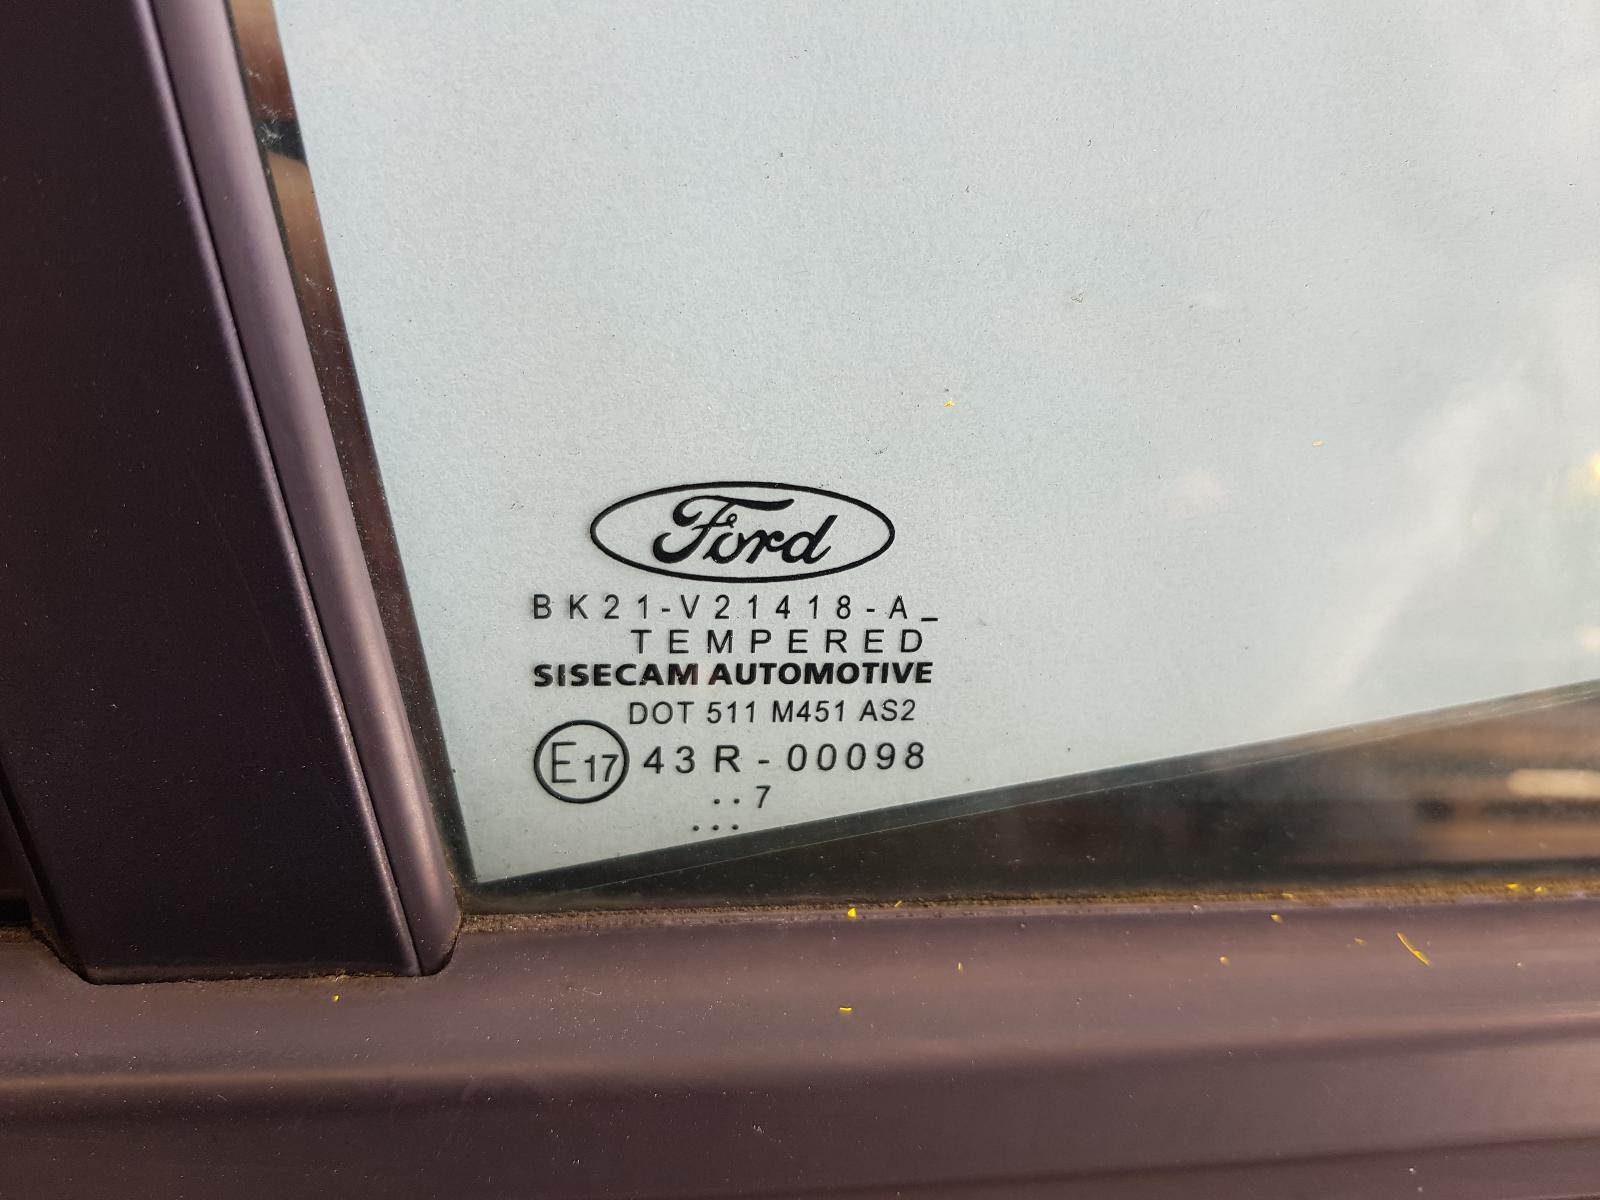 Ford
BK21-V21418-A_
TEMPERED
SISECAM AUTOMOTIVE
DOT 511 M451 AS2
E17 43R-00098
..7
...